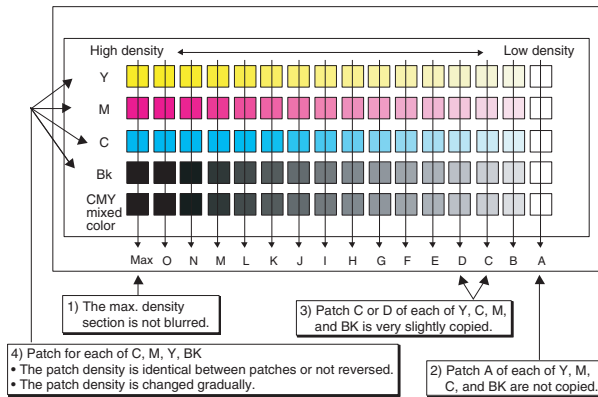 High density Low density
Y
M
C
Bk
CMY
mixed
color
Max O N M L K J I H G F E D C B A
1) The max. density
section is not blurred.
3) Patch C or D of each of Y, C, M,
and BK is very slightly copied.
4) Patch for each of C, M, Y, BK
• The patch density is identical between patches or not reversed.
• The patch density is changed gradually.
2) Patch A of each of Y, M,
C, and BK are not copied.